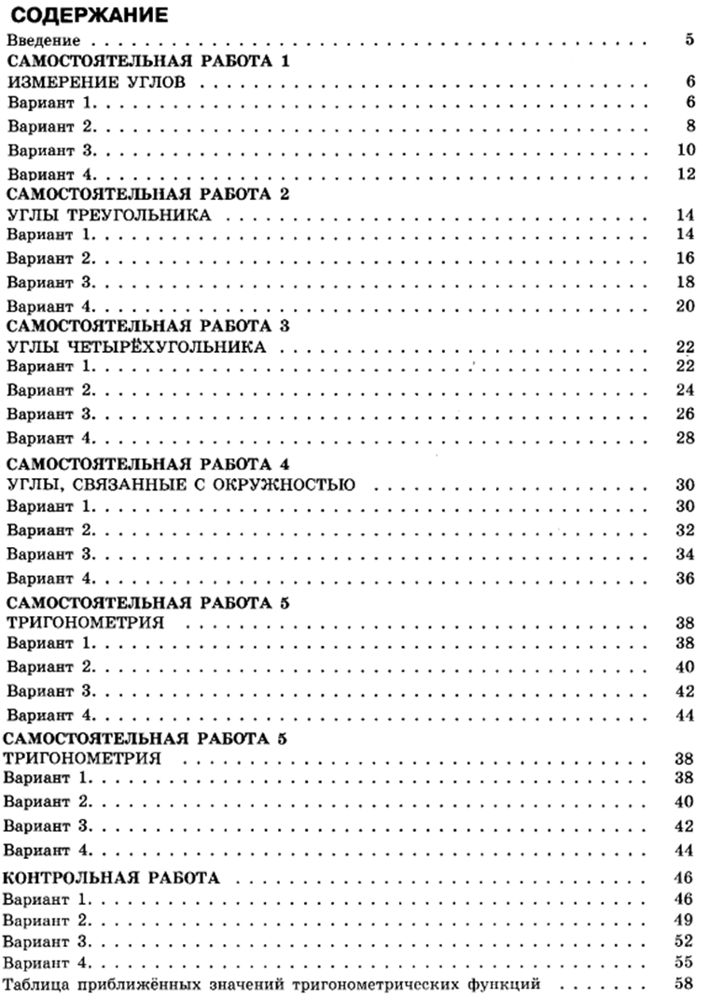 СОДЕРЖАНИЕ
Введение . . . . . . . . . . 5
САМОСТОЯТЕЛЬНАЯ РАБОТА 1
ИЗМЕРЕНИЕ УГЛОВ . . . . . . . . . . 6
Вариант 1. . . . . . . . . . 6
Вариант 2. . . . . . . . . . 8
Вариант 3. . . . . . . . . . 10
Вариант 4. . . . . . . . . . 12
САМОСТОЯТЕЛЬНАЯ РАБОТА 2
УГЛЫ ТРЕУГОЛЬНИКА . . . . . . . . . . 14
Вариант 1. . . . . . . . . . 14
Вариант 2. . . . . . . . . . 16
Вариант 3. . . . . . . . . . 18
Вариант 4. . . . . . . . . . 20
САМОСТОЯТЕЛЬНАЯ РАБОТА 3
УГЛЫ ЧЕТЫРЁХУГОЛЬНИКА . . . . . . . . . . 22
Вариант 1. . . . . . . . . . 22
Вариант 2. . . . . . . . . . 24
Вариант 3. . . . . . . . . . 26
Вариант 4. . . . . . . . . . 28
САМОСТОЯТЕЛЬНАЯ РАБОТА 4
УГЛЫ, СВЯЗАННЫЕ С ОКРУЖНОСТЬЮ . . . . . . . . . . 30
Вариант 1. . . . . . . . . . 30
Вариант 2. . . . . . . . . . 32
Вариант 3. . . . . . . . . . 34
Вариант 4. . . . . . . . . . 36
САМОСТОЯТЕЛЬНАЯ РАБОТА 5
ТРИГОНОМЕТРИЯ . . . . . . . . . . 38
Вариант 1. . . . . . . . . . 38
Вариант 2. . . . . . . . . . 40
Вариант 3. . . . . . . . . . 42
Вариант 4. . . . . . . . . . 44
САМОСТОЯТЕЛЬНАЯ РАБОТА 5
ТРИГОНОМЕТРИЯ . . . . . . . . . . 38
Вариант 1. . . . . . . . . . 38
Вариант 2. . . . . . . . . . 40
Вариант 3. . . . . . . . . . 42
Вариант 4. . . . . . . . . . 44
КОНТРОЛЬНАЯ РАБОТА . . . . . . . . . . 46
Вариант 1. . . . . . . . . . 46
Вариант 2. . . . . . . . . . 49
Вариант 3. . . . . . . . . . 52
Вариант 4. . . . . . . . . . 55
Таблица приближённых значений тригонометрических функций . . . . . . . 58